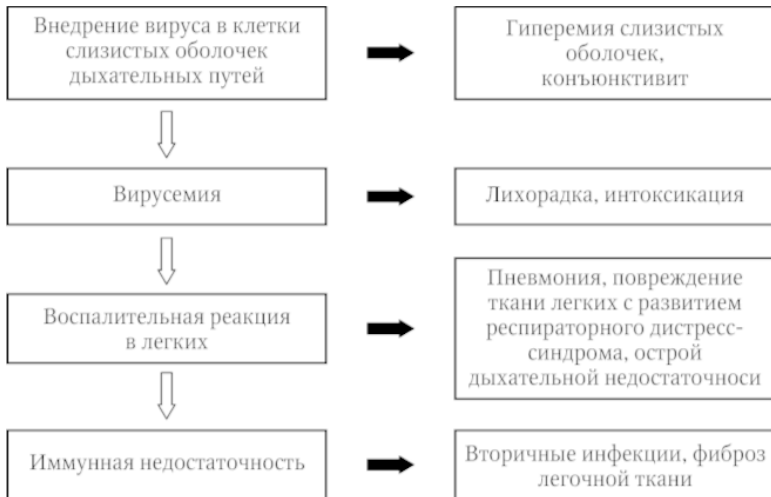 Внедрение вируса в клетки
слизистых оболочек
дыхательных путей
Гиперемия слизистых
оболочек,
конъюнктивит
Вирусемия
Лихорадка, интоксикация
Воспалительная реакция
в легких
Пневмония, повреждение
ткани легких с развитием
респираторного дистресс-
синдрома, острой
дыхательной недостаточноси
Иммунная недостаточность
Вторичные инфекции, фиброз
легочной ткани